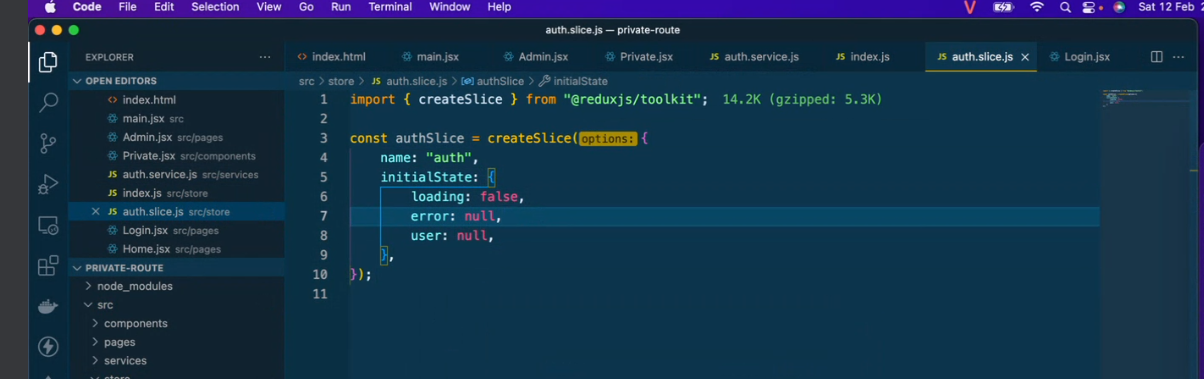 Code File Edit Selection View Go Run Terminal Window Help Sat 12 Feb
auth.slice.js — private-route
EXPLORER
index.html main.jsx Admin.jsx Private.jsx JS auth.service.js JS index.js JS auth.slice.js Login.jsx
OPEN EDITORS
src > store > JS auth.slice.js > authSlice > initialState
index.html
main.jsx src
Admin.jsx src/pages
Private.jsx src/components
JS auth.service.js src/services
JS index.js src/store
JS auth.slice.js src/store
Login.jsx src/pages
Home.jsx src/pages
PRIVATE-ROUTE
node_modules
src
components
pages
services
store
1 import { createSlice } from "@reduxjs/toolkit"; 14.2K (gzipped: 5.3K)
2
3 const authSlice = createSlice(options: {
4 name: "auth",
5 initialState: {
6 loading: false,
7 error: null,
8 user: null,
9 },
10 });
11